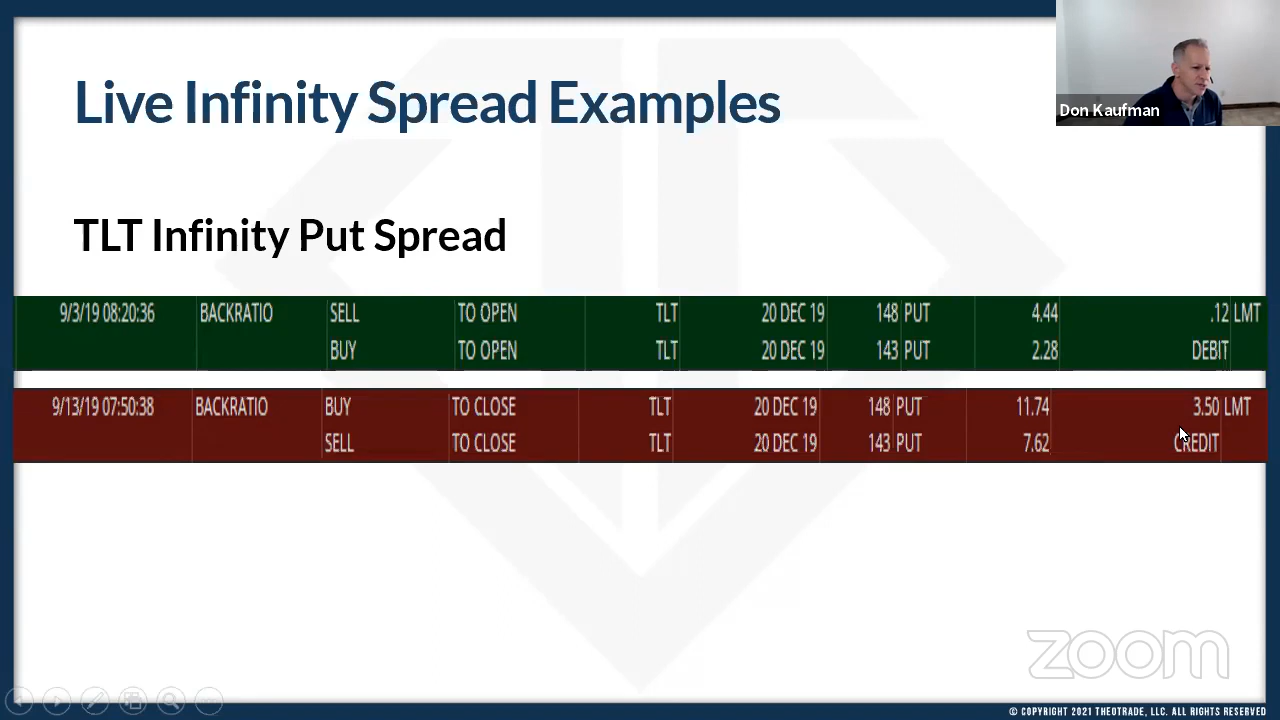 Live Infinity Spread Examples
Don Kaufman
TLT Infinity Put Spread
9/3/19 08:20:36 BACKRATIO SELL TO OPEN TLT 20 DEC 19 148 PUT 4.44 .12 LMT
BUY TO OPEN TLT 20 DEC 19 143 PUT 2.28 DEBIT
9/13/19 07:50:38 BACKRATIO BUY TO CLOSE TLT 20 DEC 19 148 PUT 11.74 3.50 LMT
SELL TO CLOSE TLT 20 DEC 19 143 PUT 7.62 CREDIT
zoom
© COPYRIGHT 2021 THEOTRADE, LLC. ALL RIGHTS RESERVED